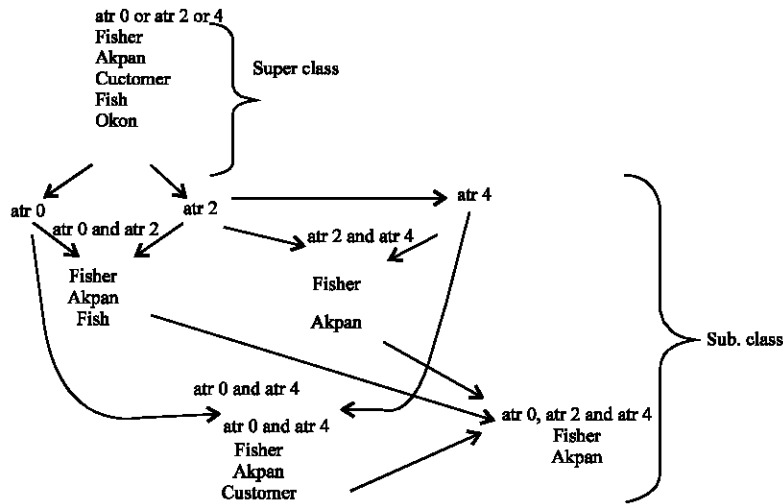 atr 0 or atr 2 or 4
Fisher
Akpan
Cuctomer
Fish
Okon
Super class
atr 0
atr 2
atr 4
atr 0 and atr 2
atr 2 and atr 4
Fisher
Akpan
Fish
Fisher
Akpan
Sub. class
atr 0 and atr 4
atr 0 and atr 4
Fisher
Akpan
Customer
atr 0, atr 2 and atr 4
Fisher
Akpan